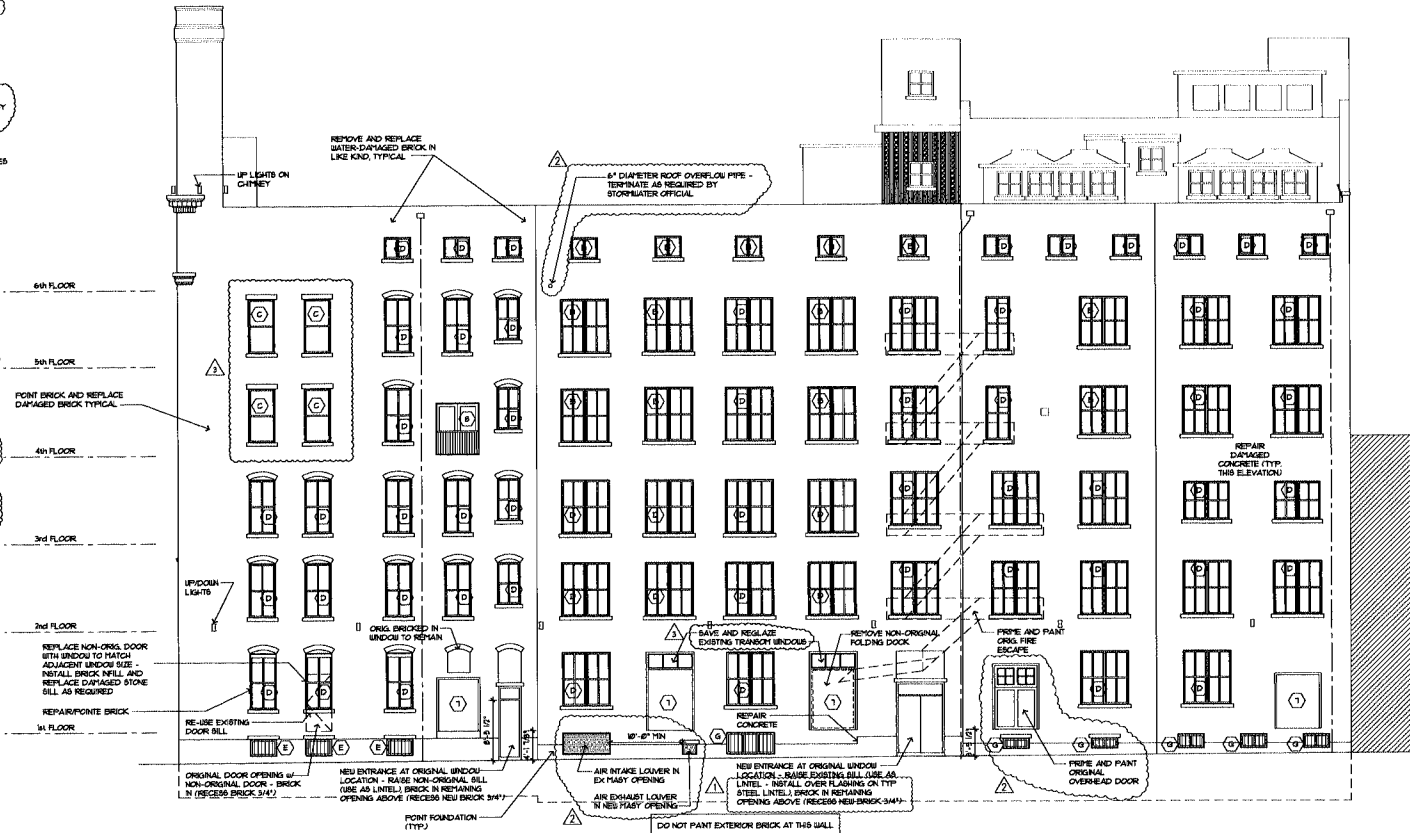 REMOVE AND REPLACE
WATER-DAMAGED BRICK IN
LIKE KIND, TYPICAL
2
6" DIAMETER ROOF OVERFLOW PIPE -
TERMINATE AS REQUIRED BY
STORMWATER OFFICIAL
UP LIGHTS ON
CHIMNEY
D D D D D D
6th FLOOR
C C
D
5th FLOOR
3
POINT BRICK AND REPLACE
DAMAGED BRICK TYPICAL
C C
D
4th FLOOR
REPAIR
DAMAGED
CONCRETE (TYP.
THIS ELEVATION)
D D D D D
3rd FLOOR
UP/DOWN
LIGHTS
D D D D D
2nd FLOOR
ORIG. BRICKED IN
WINDOW TO REMAIN
3
SAVE AND REGLAZE
EXISTING TRANSOM WINDOWS
REMOVE NON-ORIGINAL
FOLDING DOCK
PRIME AND PAINT
ORIG. FIRE
ESCAPE
REPLACE NON-ORIG. DOOR
WITH WINDOW TO MATCH
ADJACENT WINDOW SIZE -
INSTALL BRICK INFILL AND
REPLACE DAMAGED STONE
SILL AS REQUIRED
REPAIR/POINTE BRICK
1st FLOOR
RE-USE EXISTING
DOOR SILL
REPAIR
CONCRETE
E E E
10'-0" MIN
G
G G G G G
ORIGINAL DOOR OPENING W/
NON-ORIGINAL DOOR - BRICK
IN (RECESS BRICK 3/4")
NEW ENTRANCE AT ORIGINAL WINDOW
LOCATION - RAISE NON-ORIGINAL SILL
(USE AS LINTEL), BRICK IN REMAINING
OPENING ABOVE (RECESS NEW BRICK 3/4")
AIR INTAKE LOUVER IN
EX MASY OPENING
AIR EXHAUST LOUVER
IN NEW MASY OPENING
1
NEW ENTRANCE AT ORIGINAL WINDOW
LOCATION - RAISE EXISTING SILL (USE AS
LINTEL - INSTALL OVER FLASHING ON TYP
STEEL LINTEL), BRICK IN REMAINING
OPENING ABOVE (RECESS NEW BRICK 3/4")
PRIME AND PAINT
ORIGINAL
OVERHEAD DOOR
2
POINT FOUNDATION
(TYP.)
2
DO NOT PAINT EXTERIOR BRICK AT THIS WALL